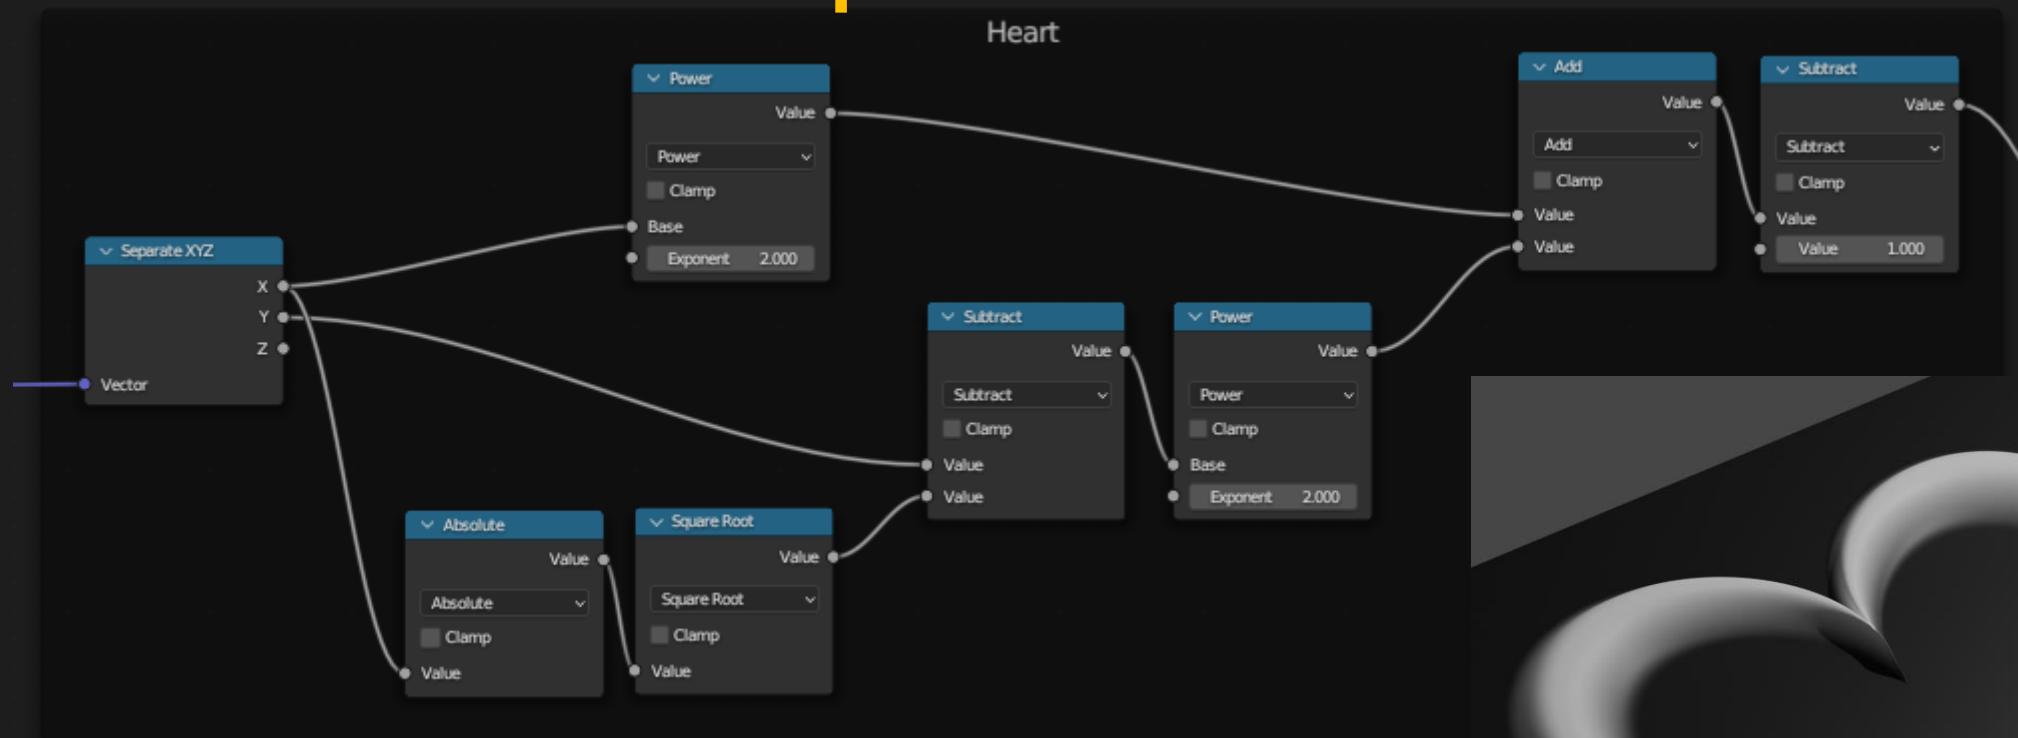 Heart
Separate XYZ
X
Y
Z
Vector
Power
Value
Power
Clamp
Base
Exponent 2.000
Absolute
Value
Absolute
Clamp
Value
Square Root
Value
Square Root
Clamp
Value
Subtract
Value
Subtract
Clamp
Value
Value
Power
Value
Power
Clamp
Base
Exponent 2.000
Add
Value
Add
Clamp
Value
Value
Subtract
Value
Subtract
Clamp
Value
Value 1.000